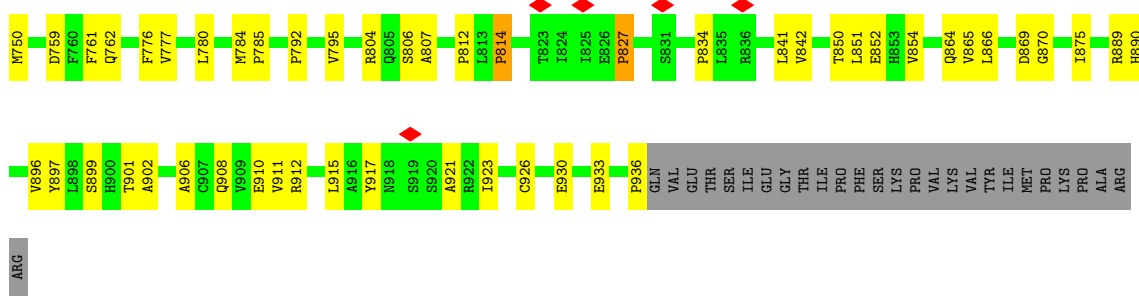 M750 D759 F760 F761 Q762 F776 V777 L780 M784 P785 P792 V795 R804 Q805 S806 A807 P812 L813 P814 T823 I824 I825 E826 P827 S831 P834 L835 R836 L841 V842 T850 L851 E852 H853 V854 Q864 V865 L866 D869 G870 I875 R889 H890
V896 Y897 L898 S899 H900 T901 A902 A906 C907 Q908 V909 E910 V911 R912 L915 A916 Y917 N918 S919 S920 A921 R922 I923 C926 E930 E933 P936 GLN VAL GLU THR SER ILE GLU GLY THR ILE PRO PHE SER LYS PRO VAL LYS VAL TYR ILE MET PRO LYS PRO ALA ARG
ARG